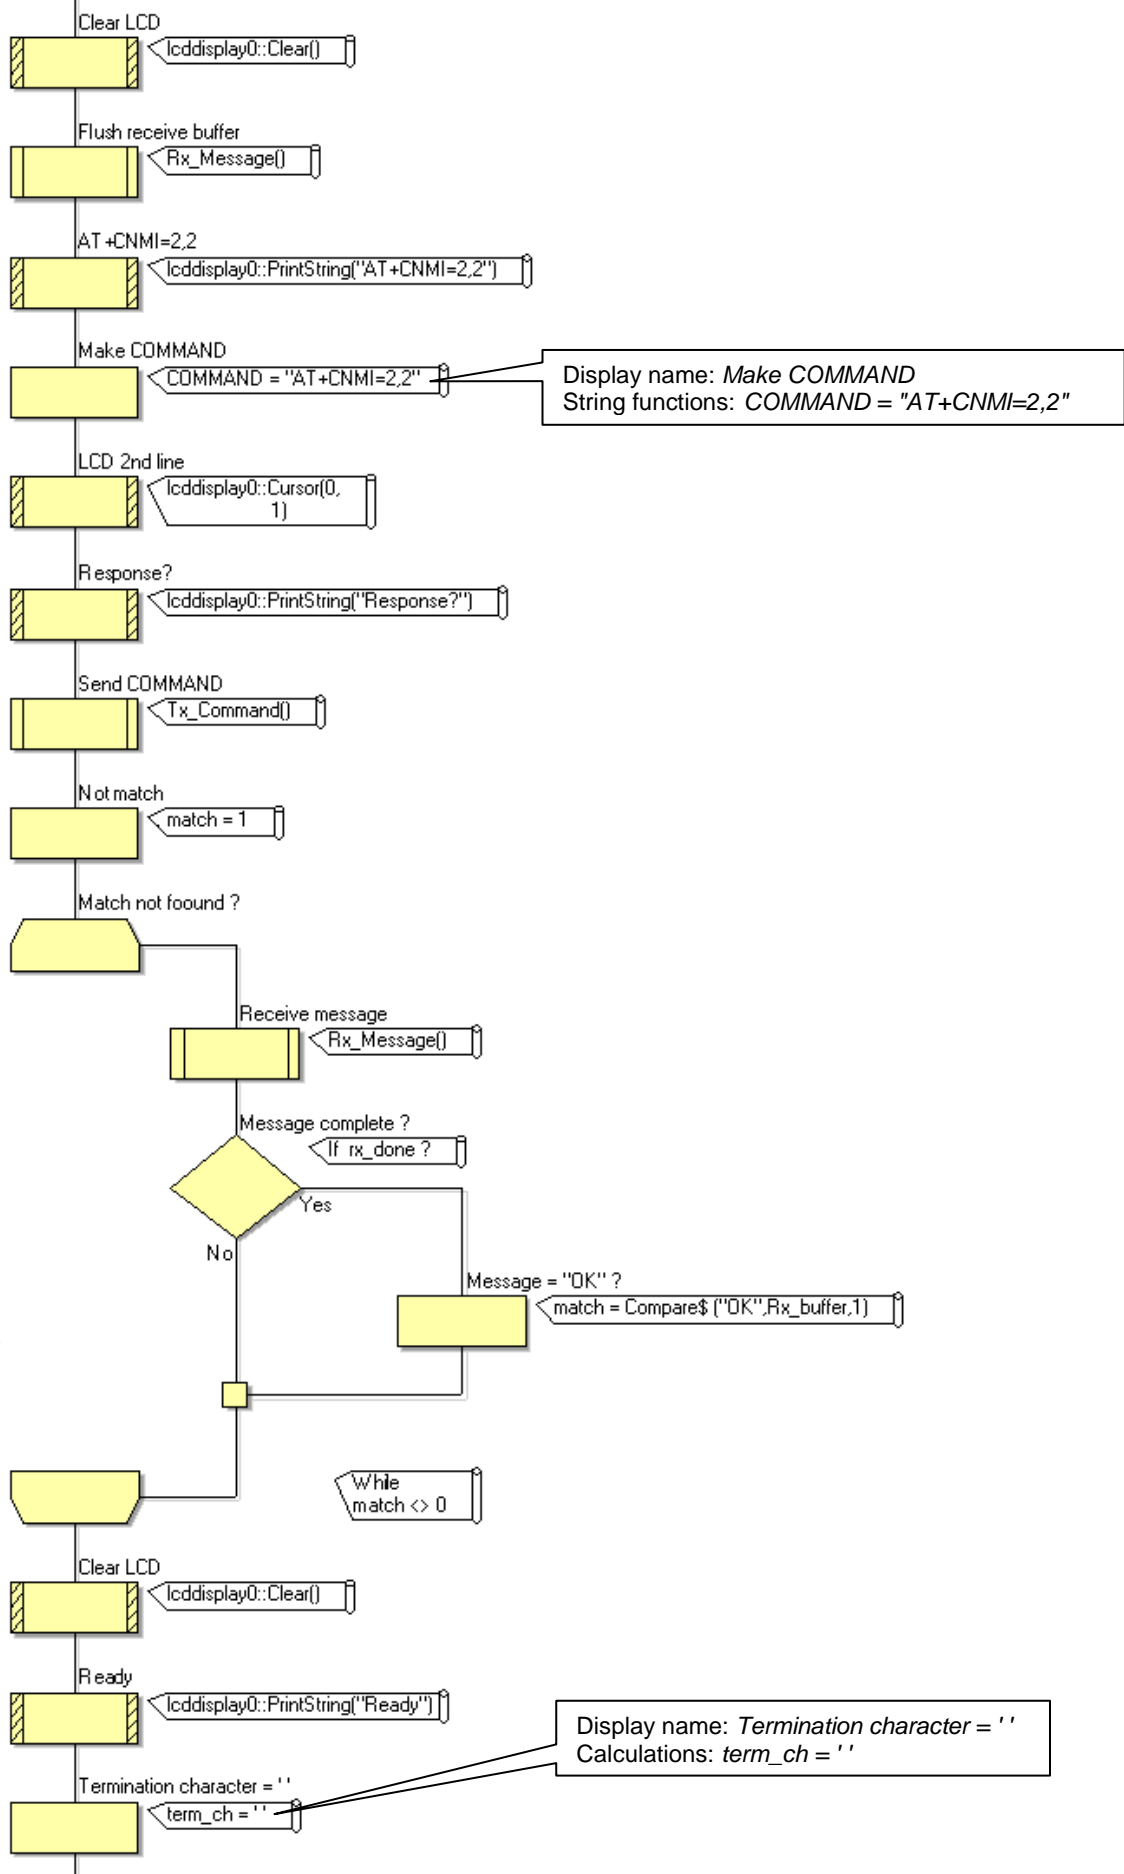 Clear LCD
lcddisplay0::Clear()
Flush receive buffer
Rx_Message()
AT+CNMI=2,2
lcddisplay0::PrintString("AT+CNMI=2,2")
Make COMMAND
COMMAND = "AT+CNMI=2,2"
Display name: Make COMMAND
String functions: COMMAND = "AT+CNMI=2,2"
LCD 2nd line
lcddisplay0::Cursor(0,
1)
Response?
lcddisplay0::PrintString("Response?")
Send COMMAND
Tx_Command()
Not match
match = 1
Match not foound ?
Receive message
Rx_Message()
Message complete ?
If rx_done ?
Yes
No
Message = "OK" ?
match = Compare$ ("OK",Rx_buffer,1)
While
match <> 0
Clear LCD
lcddisplay0::Clear()
Ready
lcddisplay0::PrintString("Ready")
Display name: Termination character = ' '
Calculations: term_ch = ' '
Termination character = ' '
term_ch = ' '